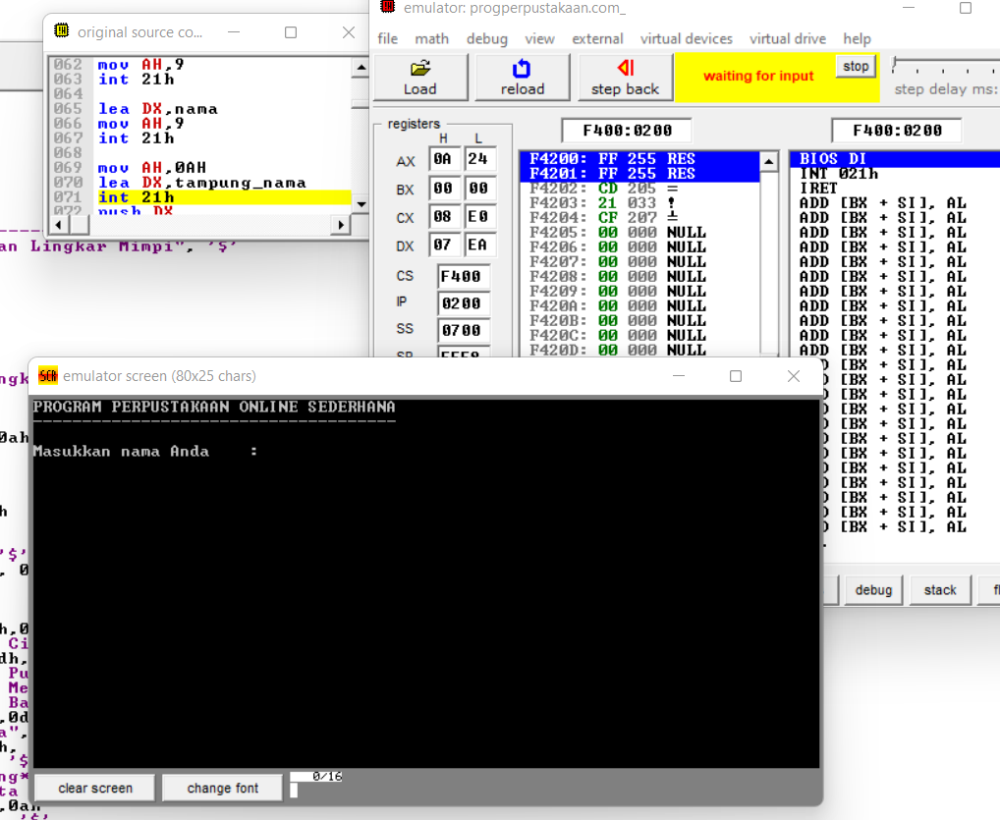 original source co...
062 mov AH,9
063 int 21h
064
065 lea DX,nama
066 mov AH,9
067 int 21h
068
069 mov AH,0AH
070 lea DX,tampung_nama
071 int 21h
072 push DX
an Lingkar Mimpi", '$'
emulator: progperpustakaan.com_
file math debug view external virtual devices virtual drive help
Load reload step back waiting for input stop step delay ms:
registers F400:0200 F400:0200
H L
AX 0A 24
BX 00 00
CX 08 E0
DX 07 EA
CS F400
IP 0200
SS 0700
SP FFF8
F4200: FF 255 RES
F4201: FF 255 RES
F4202: CD 205 =
F4203: 21 033 !
F4204: CF 207 ╧
F4205: 00 000 NULL
F4206: 00 000 NULL
F4207: 00 000 NULL
F4208: 00 000 NULL
F4209: 00 000 NULL
F420A: 00 000 NULL
F420B: 00 000 NULL
F420C: 00 000 NULL
F420D: 00 000 NULL
BIOS DI
INT 021h
IRET
ADD [BX + SI], AL
ADD [BX + SI], AL
ADD [BX + SI], AL
ADD [BX + SI], AL
ADD [BX + SI], AL
ADD [BX + SI], AL
ADD [BX + SI], AL
ADD [BX + SI], AL
ADD [BX + SI], AL
ADD [BX + SI], AL
D [BX + SI], AL
D [BX + SI], AL
D [BX + SI], AL
D [BX + SI], AL
D [BX + SI], AL
D [BX + SI], AL
D [BX + SI], AL
D [BX + SI], AL
D [BX + SI], AL
D [BX + SI], AL
D [BX + SI], AL
D [BX + SI], AL
debug stack fl
emulator screen (80x25 chars)
PROGRAM PERPUSTAKAAN ONLINE SEDERHANA
-------------------------------------
Masukkan nama Anda :
clear screen change font 0/16
ngk
0ah
h
'$'
, 0
h,0
Ci
dh,
Pu
Me
Ba
,0d
a",
h,
'$
ng*
ta
,0ah
'$'